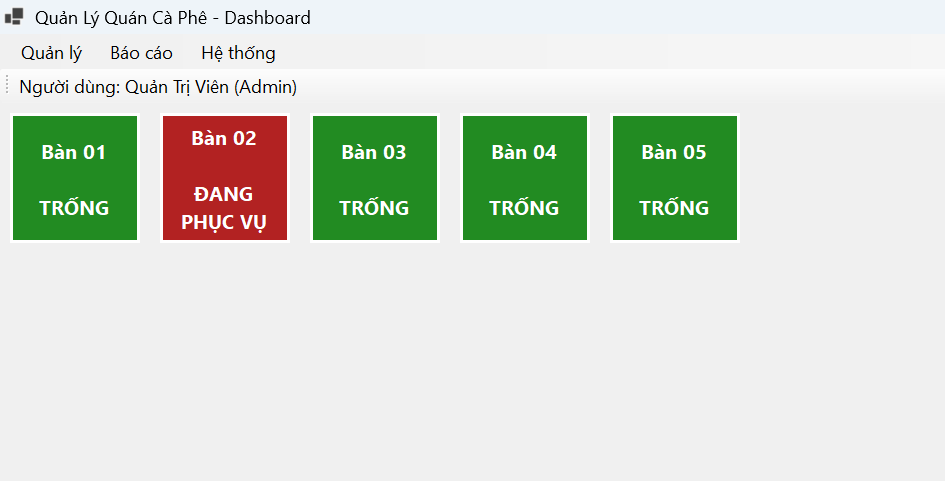 Quản Lý Quán Cà Phê - Dashboard
Quản lý Báo cáo Hệ thống
Người dùng: Quản Trị Viên (Admin)
Bàn 01
TRỐNG
Bàn 02
ĐANG
PHỤC VỤ
Bàn 03
TRỐNG
Bàn 04
TRỐNG
Bàn 05
TRỐNG